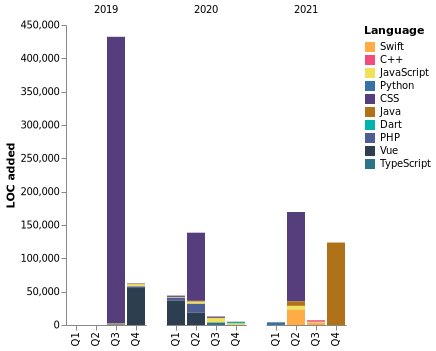 2019 2020 2021
450,000
400,000
350,000
300,000
250,000
200,000
150,000
100,000
50,000
0
LOC added
Q1 Q2 Q3 Q4 Q1 Q2 Q3 Q4 Q1 Q2 Q3 Q4
Language
Swift
C++
JavaScript
Python
CSS
Java
Dart
PHP
Vue
TypeScript